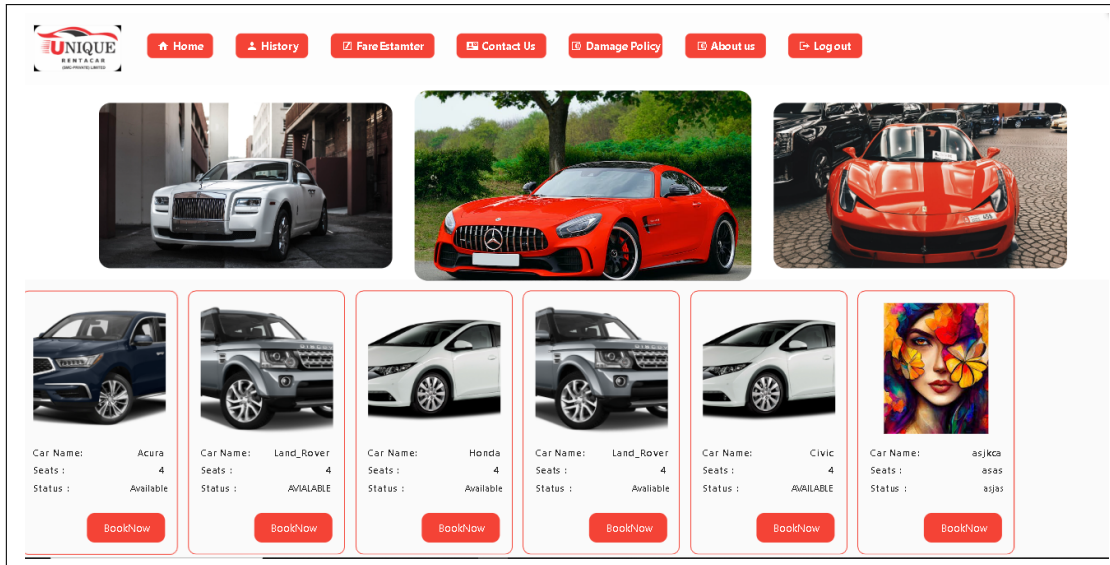 UNIQUE
RENTACAR
(SMC-PRIVATE) LIMITED
Home
History
FareEstamter
Contact Us
Damage Policy
About us
Logout
Car Name: Acura
Seats : 4
Status : Available
BookNow
Car Name: Land_Rover
Seats : 4
Status : AVIALABLE
BookNow
Car Name: Honda
Seats : 4
Status : Available
BookNow
Car Name: Land_Rover
Seats : 4
Status : Avaliable
BookNow
Car Name: Civic
Seats : 4
Status : AVAILABLE
BookNow
Car Name: asjkca
Seats : asas
Status : asjas
BookNow